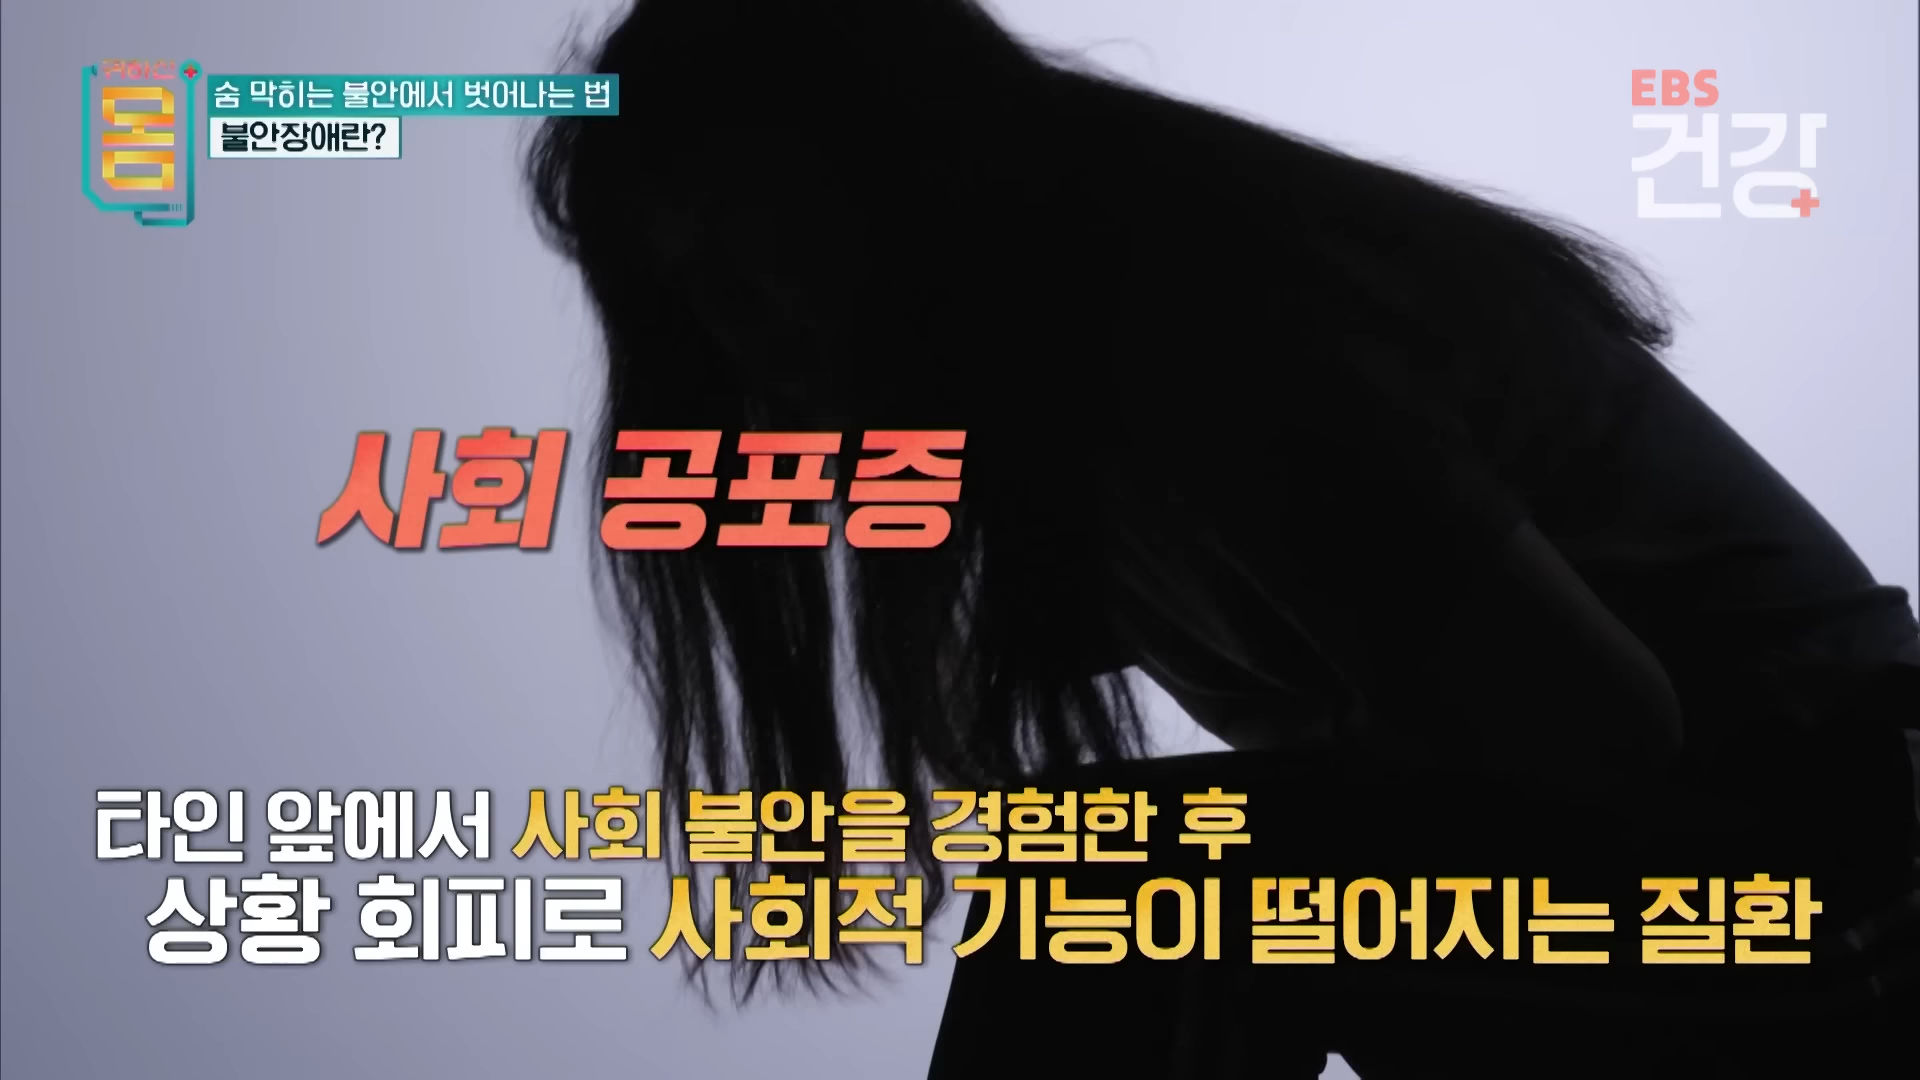 몸
숨 막히는 불안에서 벗어나는 법
불안장애란?
EBS
건강+
사회 공포증
타인 앞에서 사회 불안을 경험한 후
상황 회피로 사회적 기능이 떨어지는 질환